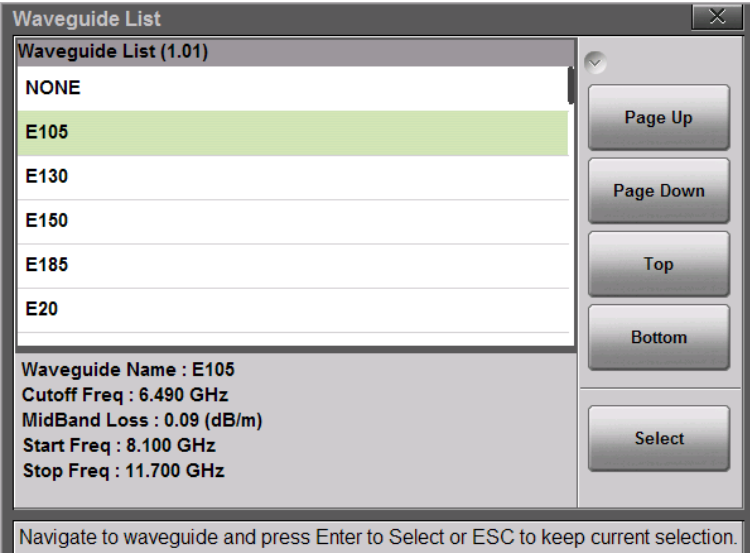 Waveguide List
Waveguide List (1.01)
NONE
E105
E130
E150
E185
E20
Page Up
Page Down
Top
Bottom
Select
Waveguide Name : E105
Cutoff Freq : 6.490 GHz
MidBand Loss : 0.09 (dB/m)
Start Freq : 8.100 GHz
Stop Freq : 11.700 GHz
Navigate to waveguide and press Enter to Select or ESC to keep current selection.